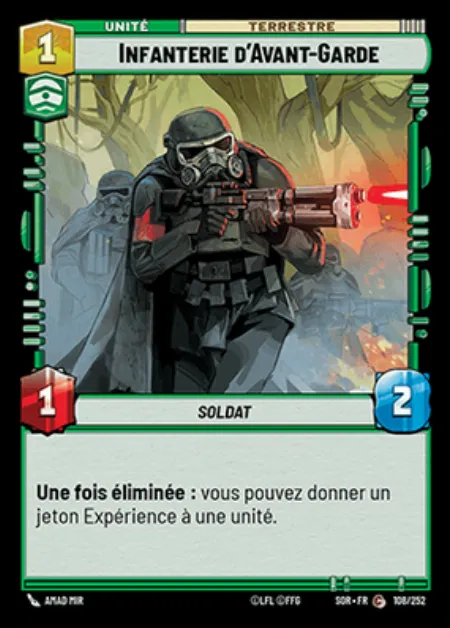 UNITÉ
TERRESTRE
1
INFANTERIE D'AVANT-GARDE
1
SOLDAT
2
Une fois éliminée : vous pouvez donner un
jeton Expérience à une unité.
AMAD MIR
©LFL ©FFG
SOR • FR
C
108/252